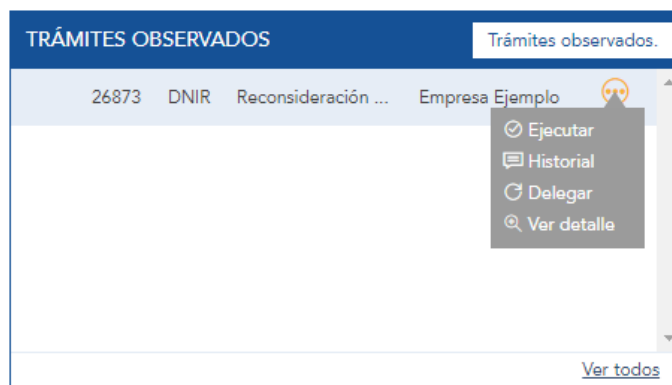 TRÁMITES OBSERVADOS Trámites observados.
26873 DNIR Reconsideración ... Empresa Ejemplo
Ejecutar
Historial
Delegar
Ver detalle
Ver todos